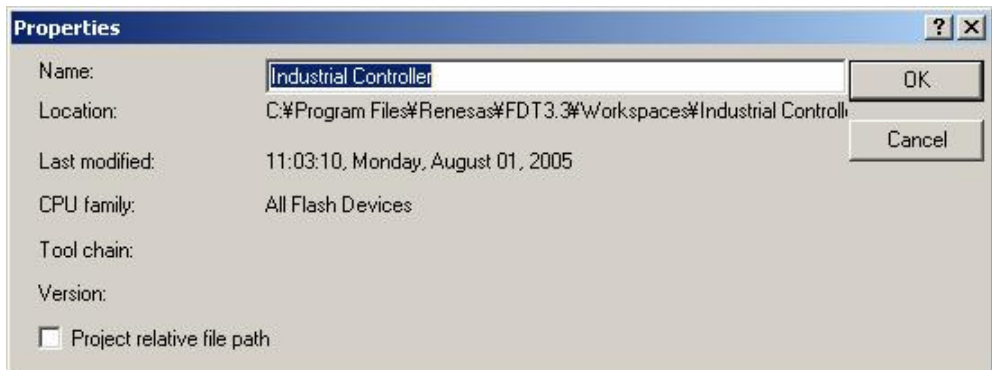 Properties
Name: Industrial Controller OK
Location: C:¥Program Files¥Renesas¥FDT3.3¥Workspaces¥Industrial Controll
Cancel
Last modified: 11:03:10, Monday, August 01, 2005
CPU family: All Flash Devices
Tool chain:
Version:
Project relative file path